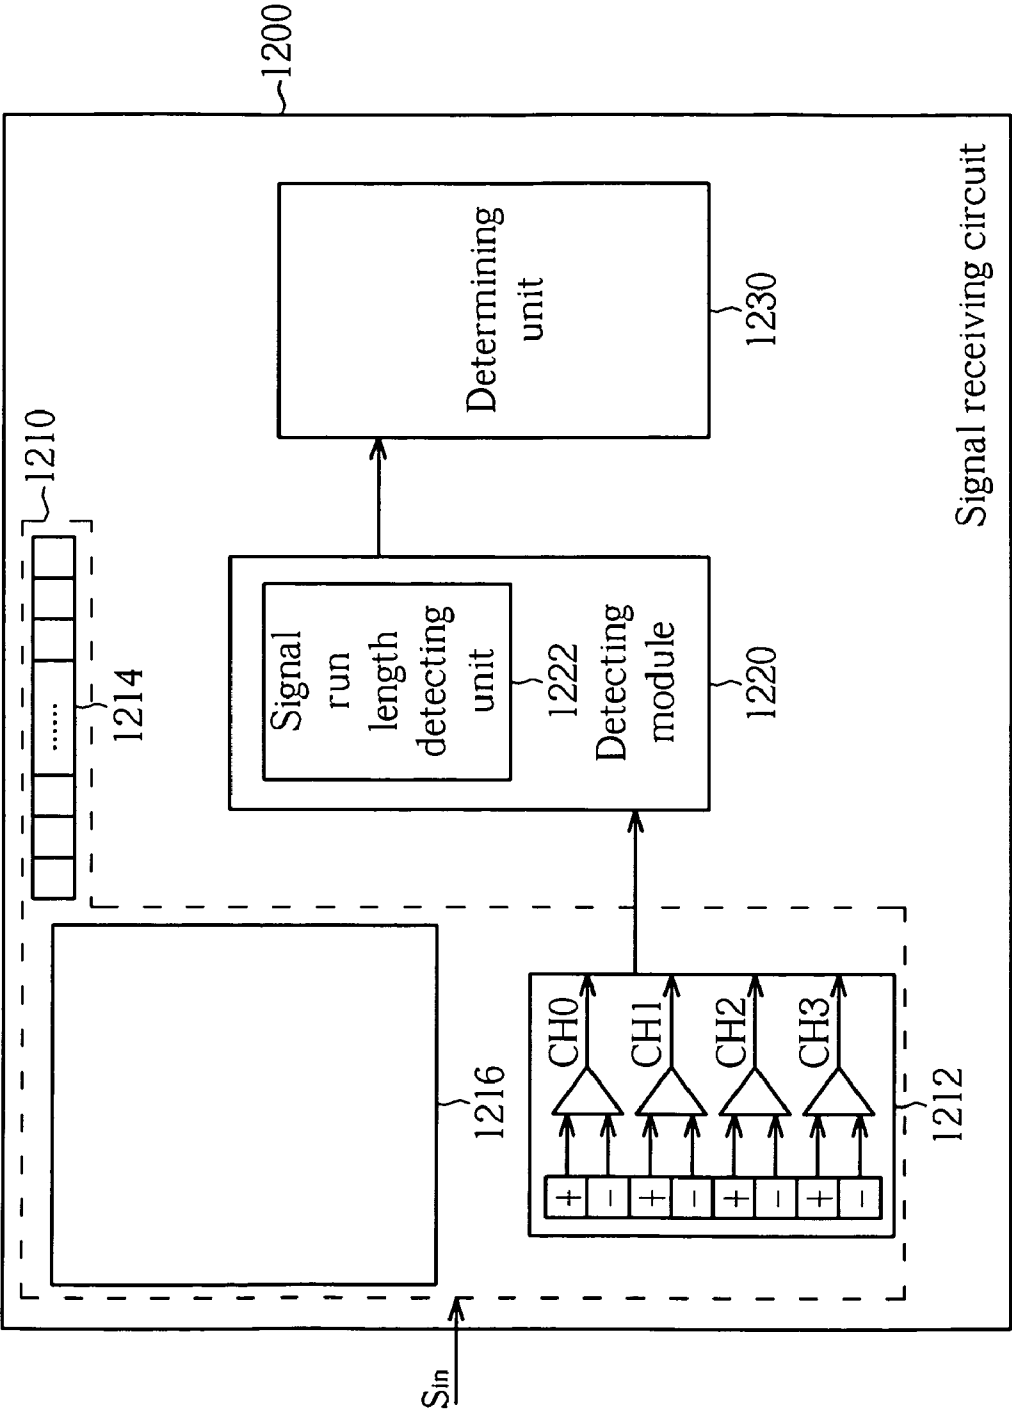 1200
1210
1214
Signal
run
length
detecting
unit
1222
Detecting
module
1220
Determining
unit
1230
1216
Sin
+
-
+
-
+
-
+
-
CH0
CH1
CH2
CH3
1212
Signal receiving circuit